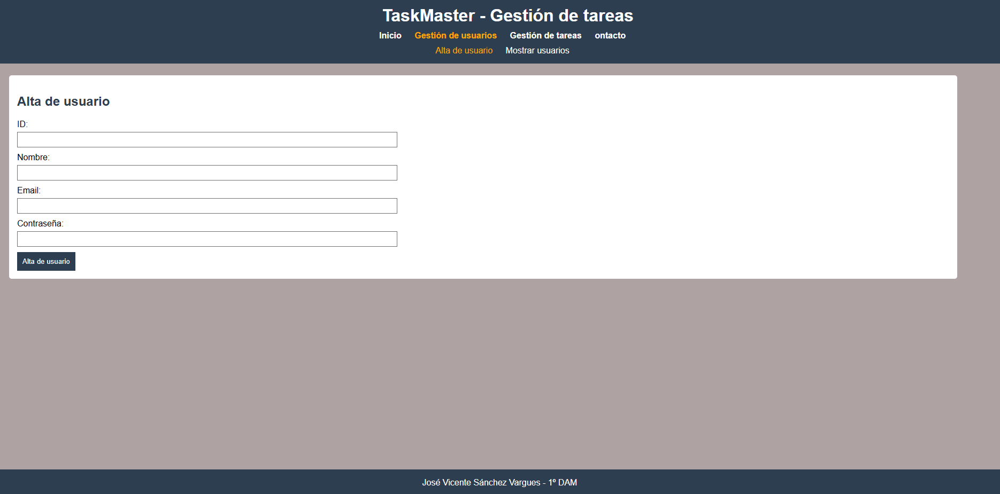 TaskMaster - Gestión de tareas
Inicio Gestión de usuarios Gestión de tareas ontacto
Alta de usuario Mostrar usuarios
Alta de usuario
ID:
Nombre:
Email:
Contraseña:
Alta de usuario
José Vicente Sánchez Vargues - 1º DAM